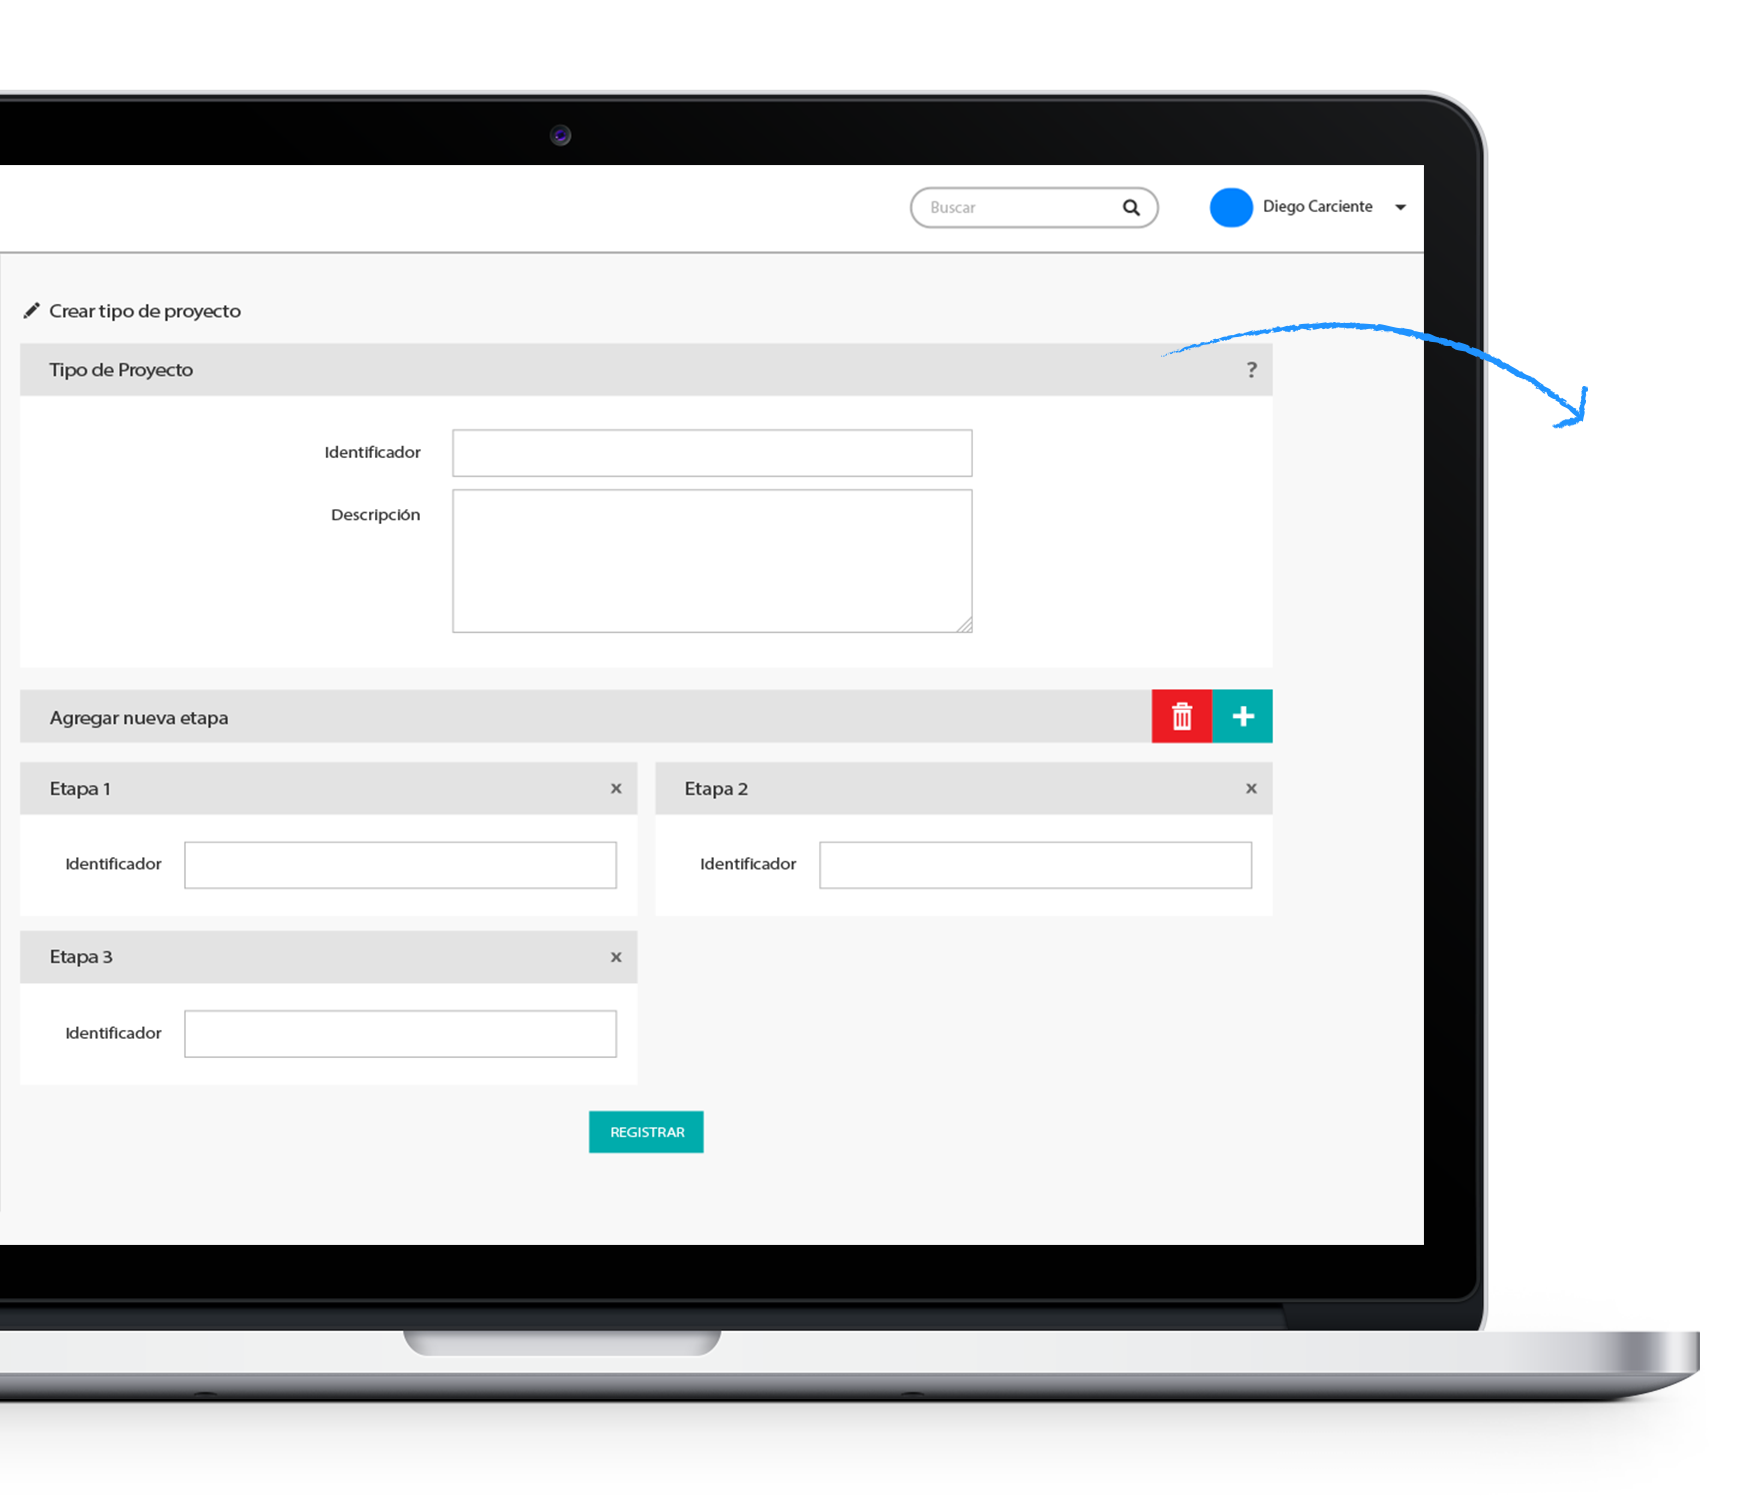 Buscar
Diego Carciente
Crear tipo de proyecto
Tipo de Proyecto ?
Identificador
Descripción
Agregar nueva etapa
Etapa 1 x
Etapa 2 x
Identificador
Identificador
Etapa 3 x
Identificador
REGISTRAR